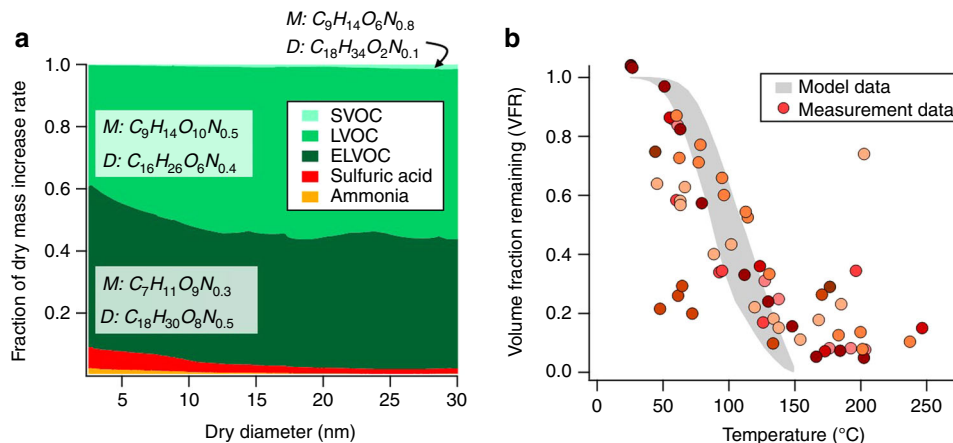 a
M: C9H14O6N0.8
D: C18H34O2N0.1
1.0
0.8
0.6
0.4
0.2
Fraction of dry mass increase rate
M: C9H14O10N0.5
D: C16H26O6N0.4
M: C7H11O9N0.3
D: C18H30O8N0.5
SVOC
LVOC
ELVOC
Sulfuric acid
Ammonia
5 10 15 20 25 30
Dry diameter (nm)
b
1.0
0.8
0.6
0.4
0.2
0.0
Volume fraction remaining (VFR)
Model data
Measurement data
0 50 100 150 200 250
Temperature (°C)